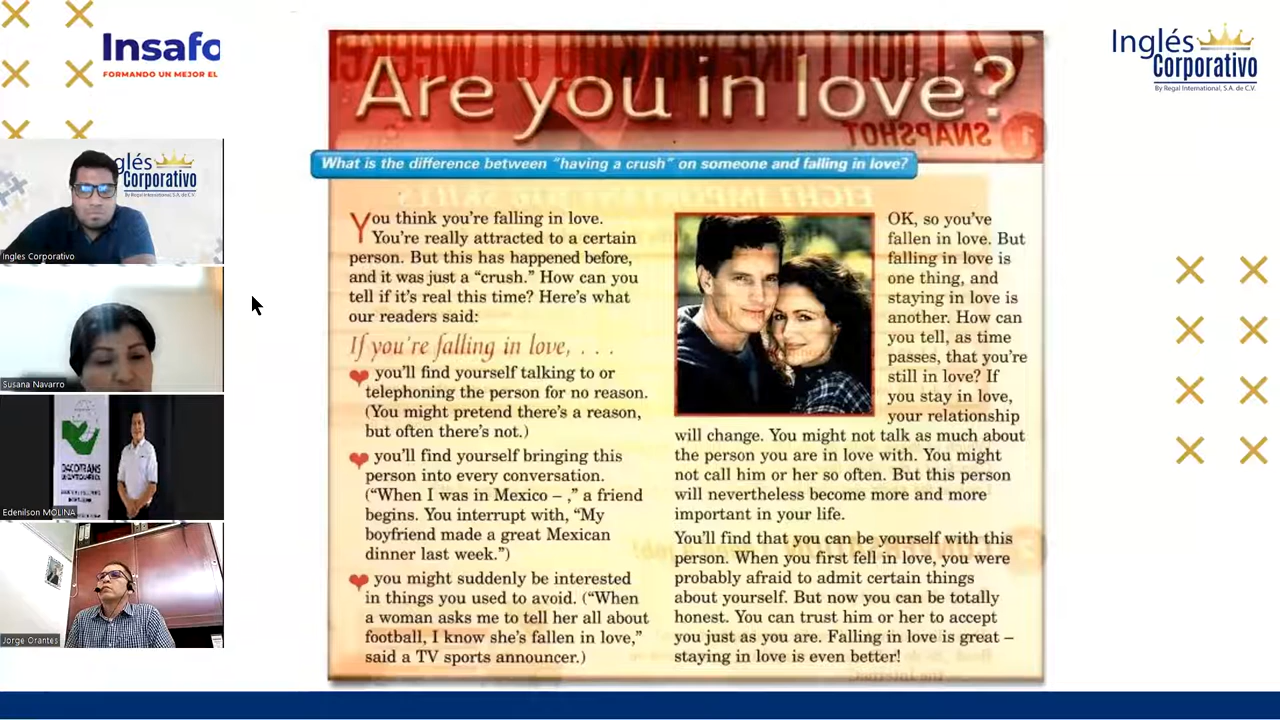 Insafo
FORMANDO UN MEJOR EL
Inglés
Corporativo
By Regal International, S.A. de C.V.
Are you in love?
SNAPSHOT
What is the difference between "having a crush" on someone and falling in love?
You think you're falling in love.
You're really attracted to a certain
person. But this has happened before,
and it was just a "crush." How can you
tell if it's real this time? Here's what
our readers said:
If you're falling in love, . . .
you'll find yourself talking to or
telephoning the person for no reason.
(You might pretend there's a reason,
but often there's not.)
you'll find yourself bringing this
person into every conversation.
("When I was in Mexico – ," a friend
begins. You interrupt with, "My
boyfriend made a great Mexican
dinner last week.")
you might suddenly be interested
in things you used to avoid. ("When
a woman asks me to tell her all about
football, I know she's fallen in love,"
said a TV sports announcer.)
OK, so you've
fallen in love. But
falling in love is
one thing, and
staying in love is
another. How can
you tell, as time
passes, that you're
still in love? If
you stay in love,
your relationship
will change. You might not talk as much about
the person you are in love with. You might
not call him or her so often. But this person
will nevertheless become more and more
important in your life.
You'll find that you can be yourself with this
person. When you first fell in love, you were
probably afraid to admit certain things
about yourself. But now you can be totally
honest. You can trust him or her to accept
you just as you are. Falling in love is great –
staying in love is even better!
glés
Corporativo
By Regal International, S.A. de C.V.
Ingles Corporativo
Susana Navarro
DACOTRANS
Edenilson MOLINA
Jorge Orantes